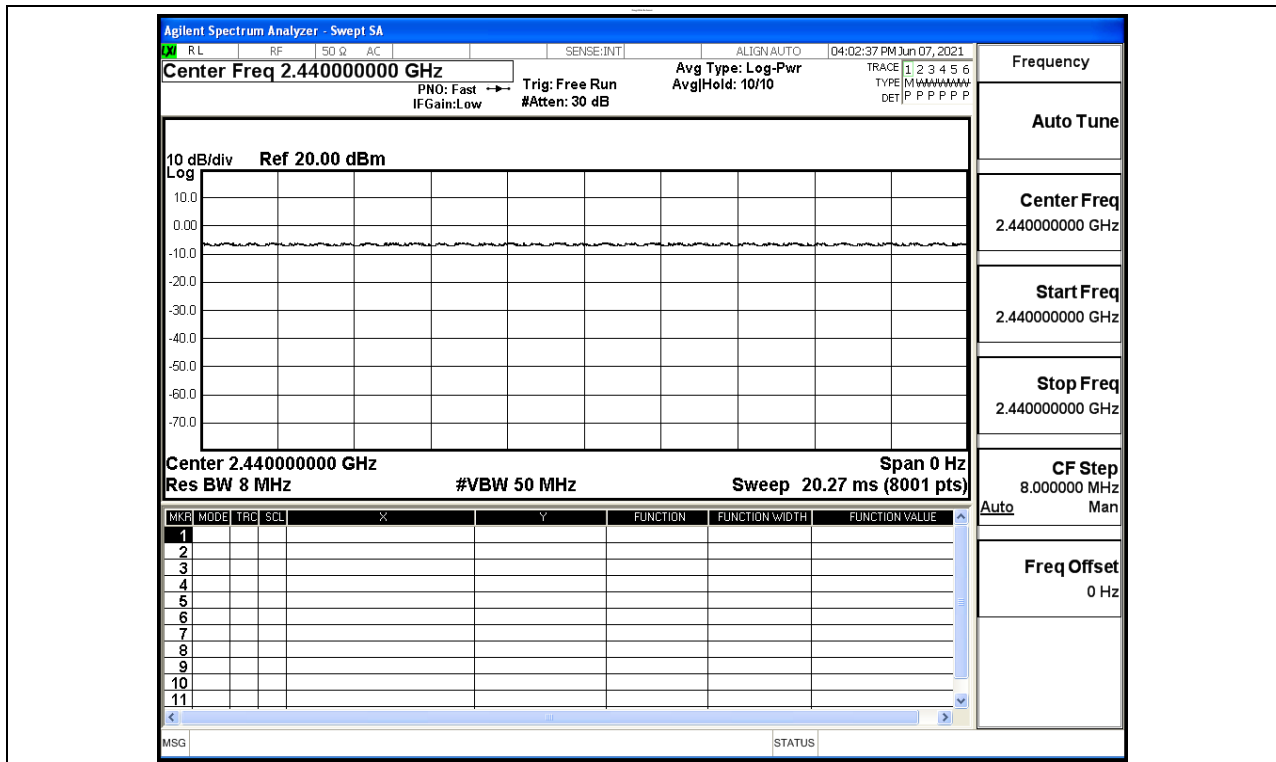 Agilent Spectrum Analyzer - Swept SA
LXI RL RF 50 Ω AC SENSE:INT ALIGN AUTO 04:02:37 PM Jun 07, 2021
Center Freq 2.440000000 GHz
PNO: Fast
IFGain:Low
Trig: Free Run
#Atten: 30 dB
Avg Type: Log-Pwr
Avg|Hold: 10/10
TRACE 1 2 3 4 5 6
TYPE M WWWWW
DET P P P P P P
10 dB/div Ref 20.00 dBm
Log
10.0
0.00
-10.0
-20.0
-30.0
-40.0
-50.0
-60.0
-70.0
Center 2.440000000 GHz Span 0 Hz
Res BW 8 MHz #VBW 50 MHz Sweep 20.27 ms (8001 pts)
MKR MODE TRC SCL X Y FUNCTION FUNCTION WIDTH FUNCTION VALUE
1
2
3
4
5
6
7
8
9
10
11
MSG STATUS
Frequency
Auto Tune
Center Freq
2.440000000 GHz
Start Freq
2.440000000 GHz
Stop Freq
2.440000000 GHz
CF Step
8.000000 MHz
Auto Man
Freq Offset
0 Hz